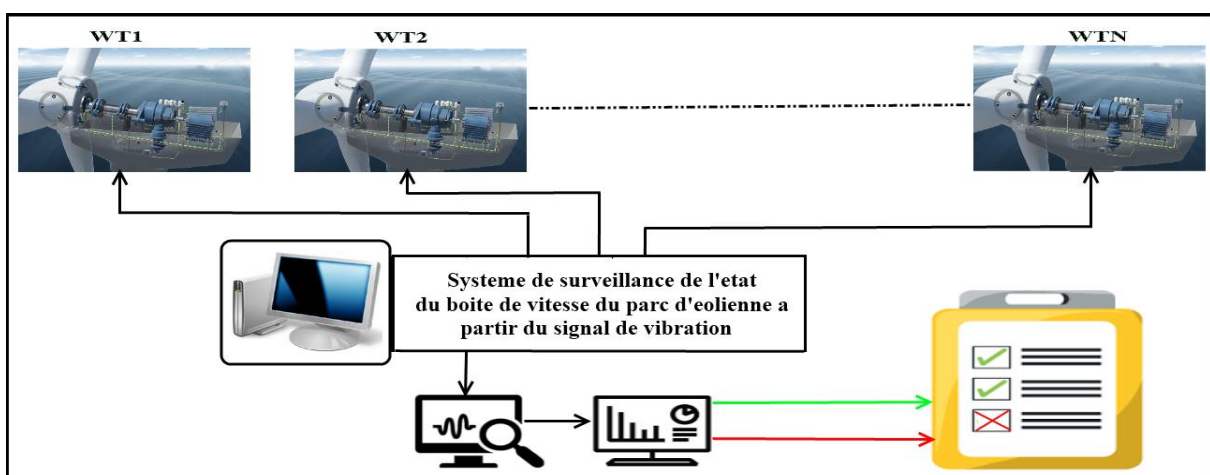 WT1
WT2
WTN
Systeme de surveillance de l'etat
du boite de vitesse du parc d'eolienne a
partir du signal de vibration